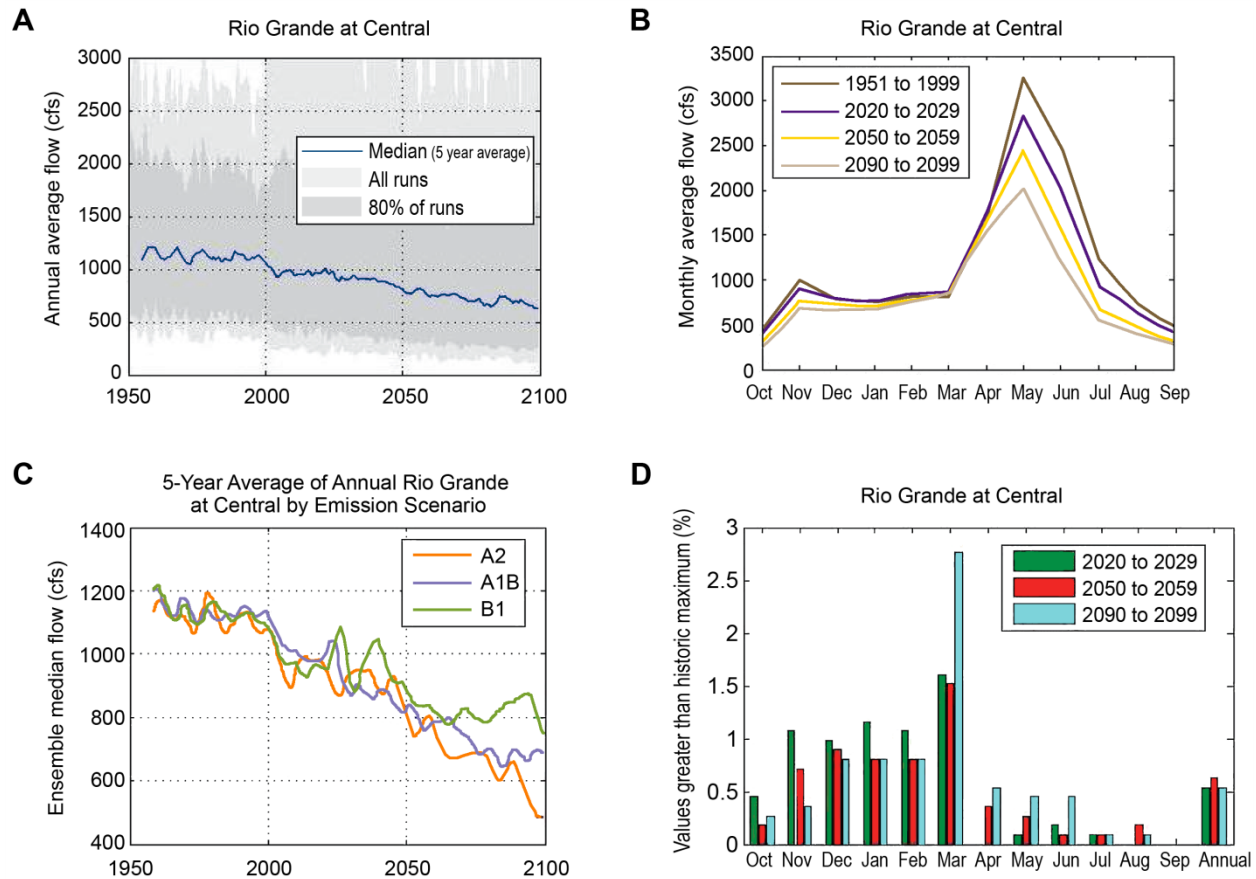 A
Rio Grande at Central
Annual average flow (cfs)
3000
2500
2000
1500
1000
500
0
1950 2000 2050 2100
Median (5 year average)
All runs
80% of runs
B
Rio Grande at Central
Monthly average flow (cfs)
3500
3000
2500
2000
1500
1000
500
0
Oct Nov Dec Jan Feb Mar Apr May Jun Jul Aug Sep
1951 to 1999
2020 to 2029
2050 to 2059
2090 to 2099
C
5-Year Average of Annual Rio Grande
at Central by Emission Scenario
Ensemble median flow (cfs)
1400
1200
1000
800
600
400
1950 2000 2050 2100
A2
A1B
B1
D
Rio Grande at Central
Values greater than historic maximum (%)
3
2.5
2
1.5
1
0.5
0
Oct Nov Dec Jan Feb Mar Apr May Jun Jul Aug Sep Annual
2020 to 2029
2050 to 2059
2090 to 2099